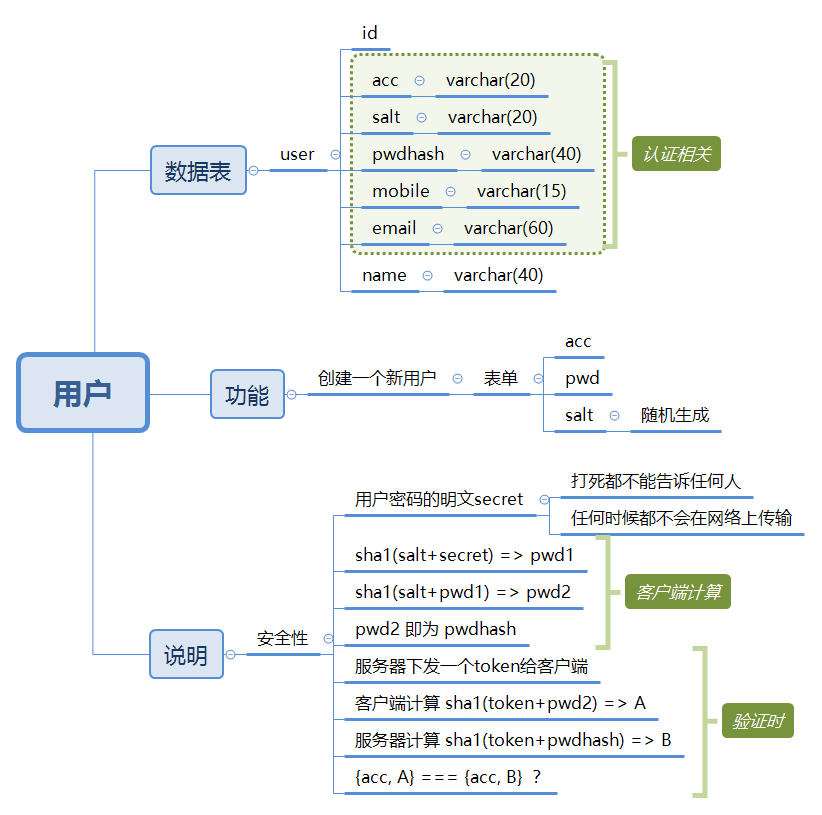 用户
数据表
user
id
acc varchar(20)
salt varchar(20)
pwdhash varchar(40)
mobile varchar(15)
email varchar(60)
认证相关
name varchar(40)
功能
创建一个新用户
表单
acc
pwd
salt 随机生成
说明
安全性
用户密码的明文secret
打死都不能告诉任何人
任何时候都不会在网络上传输
sha1(salt+secret) => pwd1
sha1(salt+pwd1) => pwd2
pwd2 即为 pwdhash
客户端计算
服务器下发一个token给客户端
客户端计算 sha1(token+pwd2) => A
服务器计算 sha1(token+pwdhash) => B
{acc, A} === {acc, B} ？
验证时